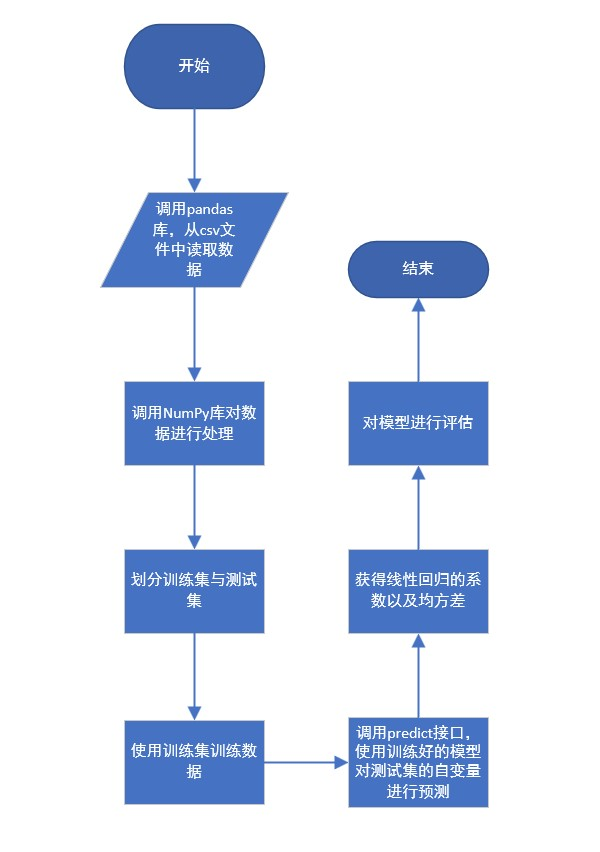 开始
调用pandas
库，从csv文
件中读取数
据
调用NumPy库对数
据进行处理
划分训练集与测试
集
使用训练集训练数
据
调用predict接口，
使用训练好的模型
对测试集的自变量
进行预测
获得线性回归的系
数以及均方差
对模型进行评估
结束